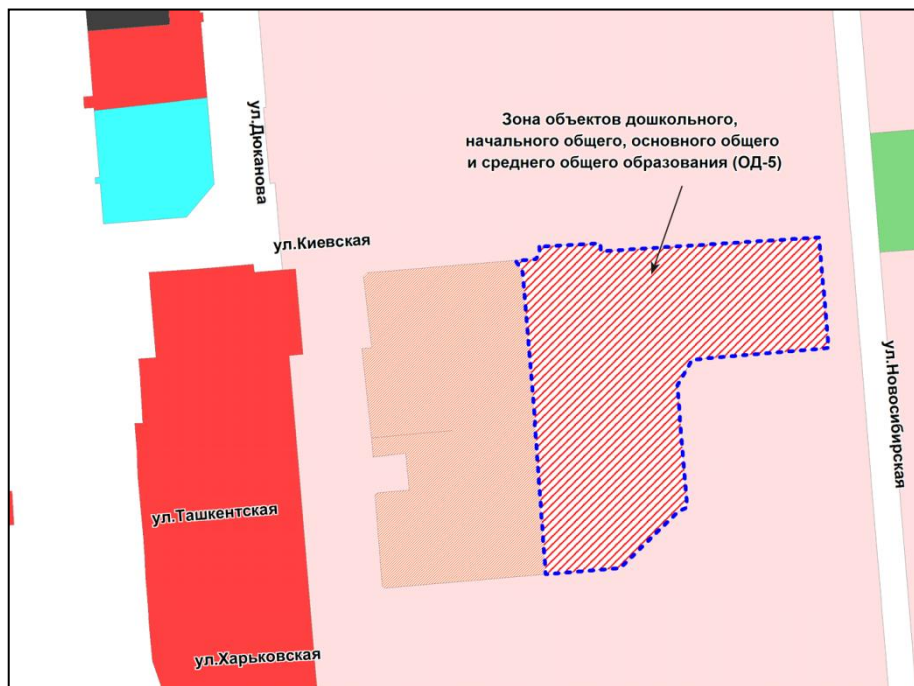 Зона объектов дошкольного,
начального общего, основного общего
и среднего общего образования (ОД-5)
ул.Дюканова
ул.Киевская
ул.Новосибирская
ул.Ташкентская
ул.Харьковская